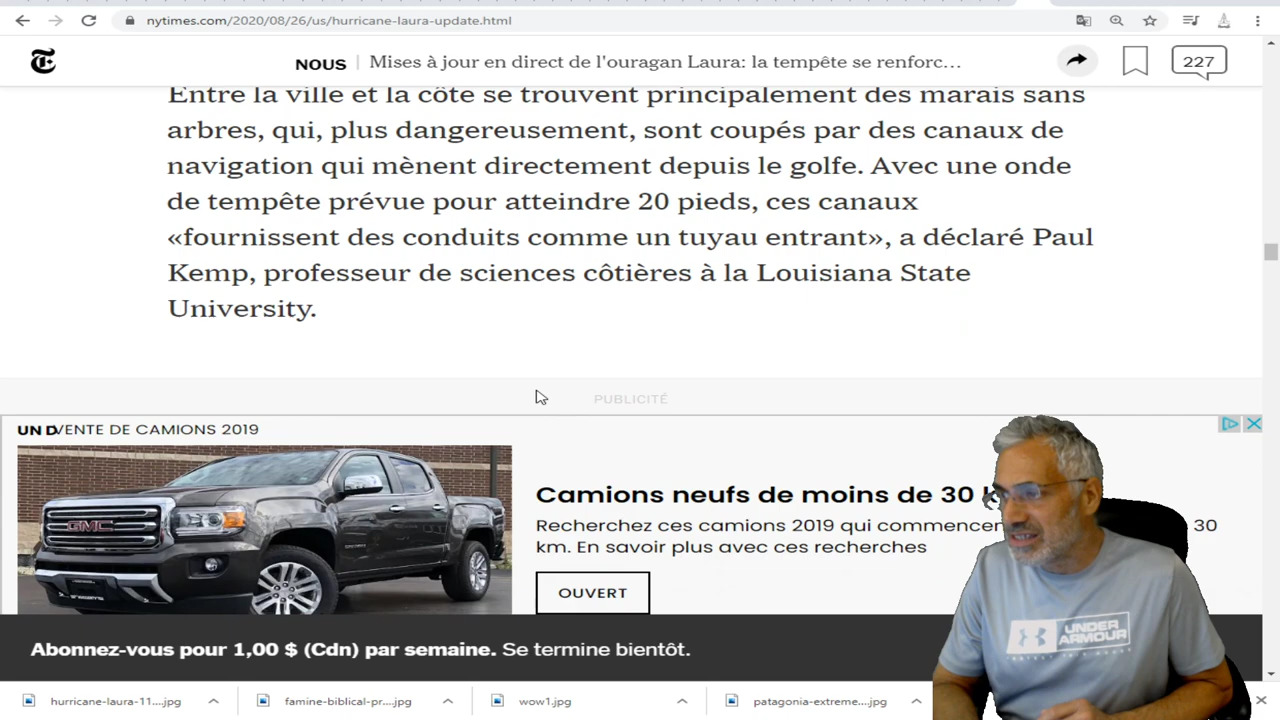 nytimes.com/2020/08/26/us/hurricane-laura-update.html
NOUS | Mises à jour en direct de l'ouragan Laura: la tempête se renforc…
227
Entre la ville et la côte se trouvent principalement des marais sans
arbres, qui, plus dangereusement, sont coupés par des canaux de
navigation qui mènent directement depuis le golfe. Avec une onde
de tempête prévue pour atteindre 20 pieds, ces canaux
«fournissent des conduits comme un tuyau entrant», a déclaré Paul
Kemp, professeur de sciences côtières à la Louisiana State
University.
PUBLICITÉ
UN D VENTE DE CAMIONS 2019
GMC
Camions neufs de moins de 30
Recherchez ces camions 2019 qui commencen 30
km. En savoir plus avec ces recherches
OUVERT
UNDER
ARMOUR
Abonnez-vous pour 1,00 $ (Cdn) par semaine. Se termine bientôt.
hurricane-laura-11....jpg
famine-biblical-pr....jpg
wow1.jpg
patagonia-extreme....jpg